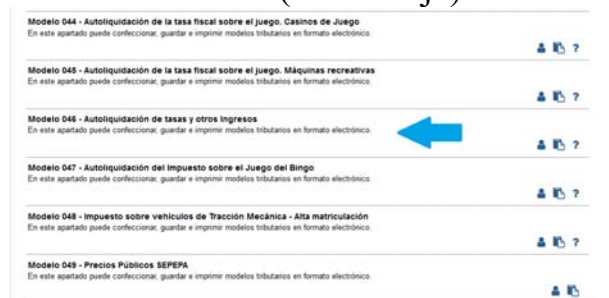 Modelo 044 - Autoliquidación de la tasa fiscal sobre el juego. Casinos de Juego
En este apartado puede confeccionar, guardar e imprimir modelos tributarios en formato electrónico.
?
Modelo 045 - Autoliquidación de la tasa fiscal sobre el juego. Máquinas recreativas
En este apartado puede confeccionar, guardar e imprimir modelos tributarios en formato electrónico.
?
Modelo 046 - Autoliquidación de tasas y otros Ingresos
En este apartado puede confeccionar, guardar e imprimir modelos tributarios en formato electrónico.
?
Modelo 047 - Autoliquidación del Impuesto sobre el Juego del Bingo
En este apartado puede confeccionar, guardar e imprimir modelos tributarios en formato electrónico.
?
Modelo 048 - Impuesto sobre vehículos de Tracción Mecánica - Alta matriculación
En este apartado puede confeccionar, guardar e imprimir modelos tributarios en formato electrónico.
?
Modelo 049 - Precios Públicos SEPEPA
En este apartado puede confeccionar, guardar e imprimir modelos tributarios en formato electrónico.